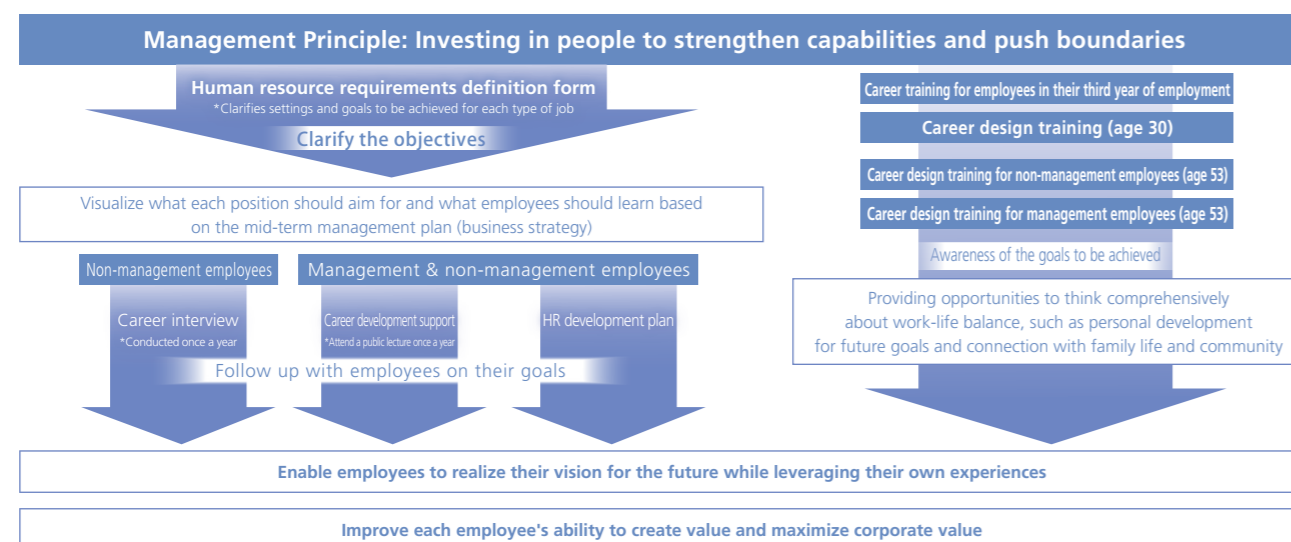 Management Principle: Investing in people to strengthen capabilities and push boundaries
Human resource requirements definition form
*Clarifies settings and goals to be achieved for each type of job
Clarify the objectives
Visualize what each position should aim for and what employees should learn based
on the mid-term management plan (business strategy)
Non-management employees
Management & non-management employees
Career interview
*Conducted once a year
Career development support
*Attend a public lecture once a year
HR development plan
Follow up with employees on their goals
Career training for employees in their third year of employment
Career design training (age 30)
Career design training for non-management employees (age 53)
Career design training for management employees (age 53)
Awareness of the goals to be achieved
Providing opportunities to think comprehensively
about work-life balance, such as personal development
for future goals and connection with family life and community
Enable employees to realize their vision for the future while leveraging their own experiences
Improve each employee's ability to create value and maximize corporate value